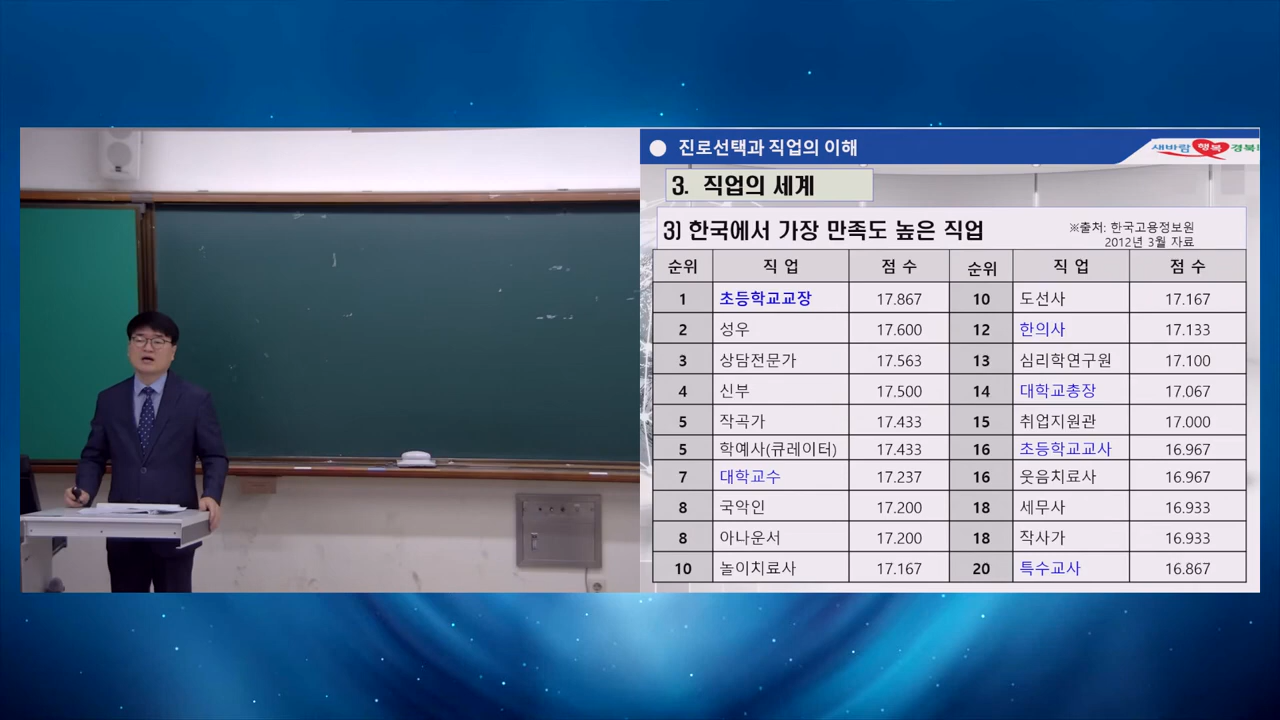 진로선택과 직업의 이해
새바람 행복 경북!
3. 직업의 세계
3) 한국에서 가장 만족도 높은 직업
※출처: 한국고용정보원
2012년 3월 자료
순위 직 업 점 수 순위 직 업 점 수
1 초등학교교장 17.867 10 도선사 17.167
2 성우 17.600 12 한의사 17.133
3 상담전문가 17.563 13 심리학연구원 17.100
4 신부 17.500 14 대학교총장 17.067
5 작곡가 17.433 15 취업지원관 17.000
5 학예사(큐레이터) 17.433 16 초등학교교사 16.967
7 대학교수 17.237 16 웃음치료사 16.967
8 국악인 17.200 18 세무사 16.933
8 아나운서 17.200 18 작사가 16.933
10 놀이치료사 17.167 20 특수교사 16.867